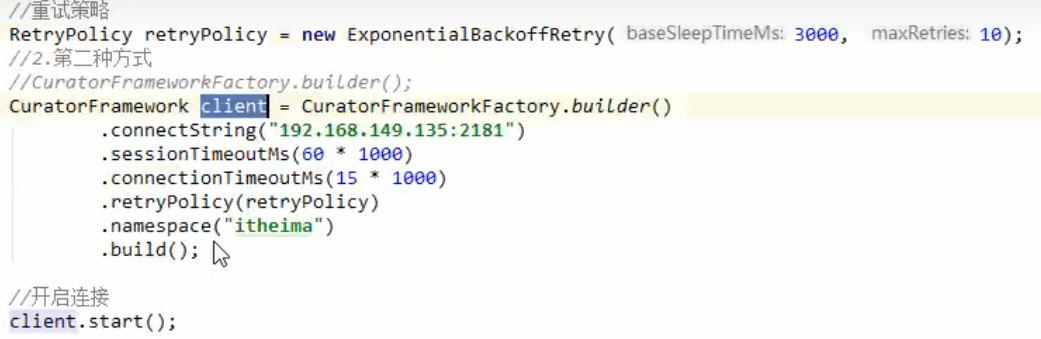 //重试策略
RetryPolicy retryPolicy = new ExponentialBackoffRetry( baseSleepTimeMs: 3000, maxRetries: 10);
//2.第二种方式
//CuratorFrameworkFactory.builder();
CuratorFramework client = CuratorFrameworkFactory.builder()
.connectString("192.168.149.135:2181")
.sessionTimeoutMs(60 * 1000)
.connectionTimeoutMs(15 * 1000)
.retryPolicy(retryPolicy)
.namespace("itheima")
.build();
//开启连接
client.start();